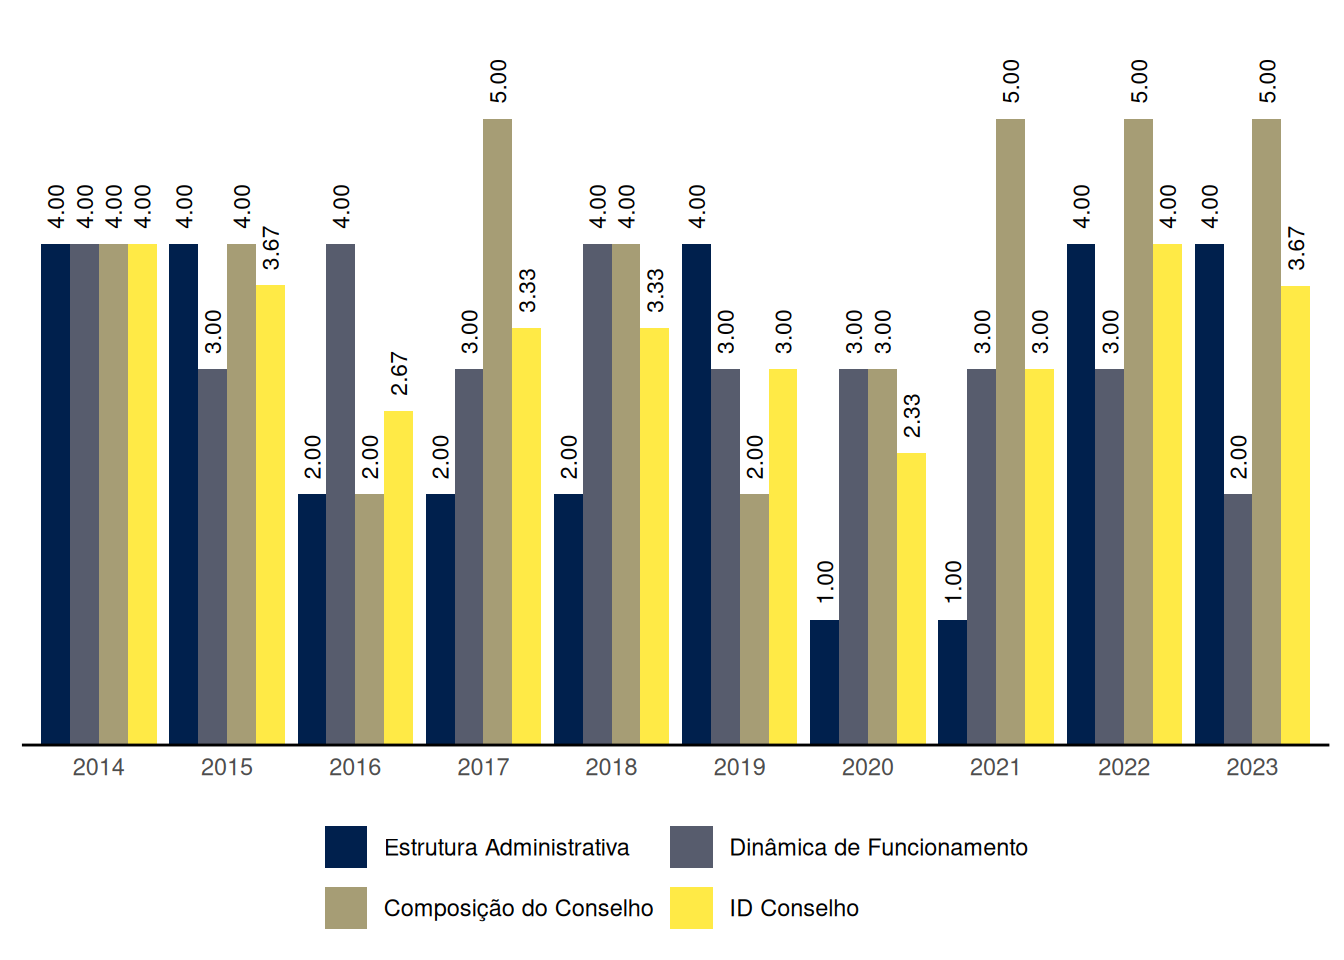 4.00 4.00 4.00 4.00 4.00 3.00 4.00 3.67 2.00 4.00 2.00 2.67 2.00 3.00 5.00 3.33 2.00 4.00 4.00 3.33 4.00 3.00 2.00 3.00 1.00 3.00 3.00 2.33 1.00 3.00 5.00 3.00 4.00 3.00 5.00 4.00 4.00 2.00 5.00 3.67
2014 2015 2016 2017 2018 2019 2020 2021 2022 2023
Estrutura Administrativa Dinâmica de Funcionamento
Composição do Conselho ID Conselho